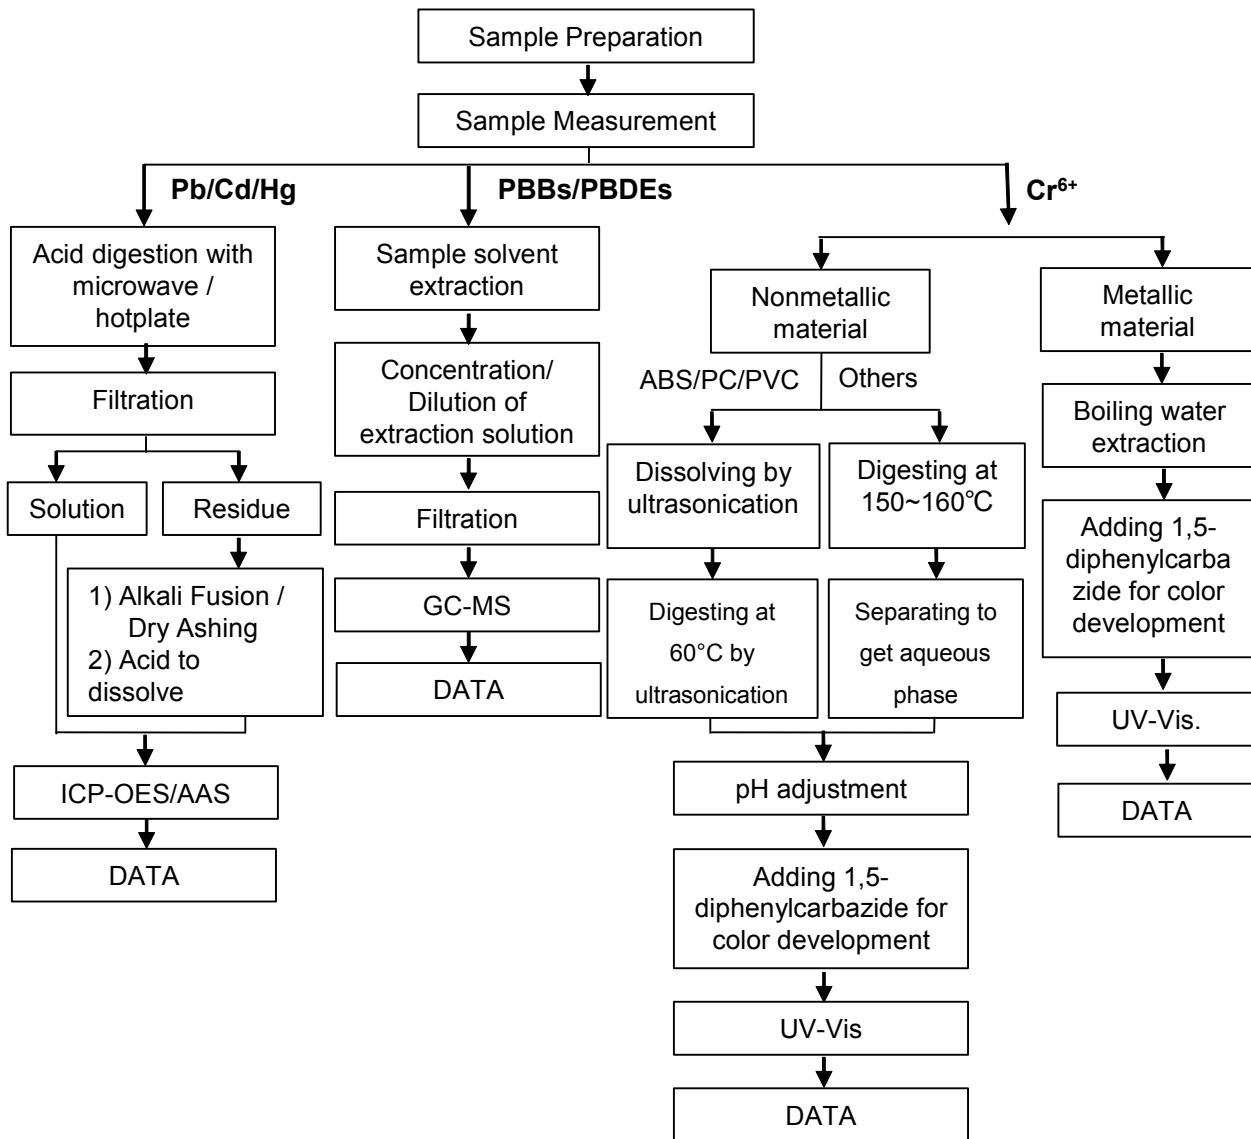 Sample Preparation
Sample Measurement
Pb/Cd/Hg
PBBs/PBDEs
Cr⁶⁺
Acid digestion with
microwave /
hotplate
Filtration
Solution
Residue
1) Alkali Fusion /
Dry Ashing
2) Acid to
dissolve
ICP-OES/AAS
DATA
Sample solvent
extraction
Concentration/
Dilution of
extraction solution
Filtration
GC-MS
DATA
Nonmetallic
material
ABS/PC/PVC
Others
Dissolving by
ultrasonication
Digesting at
60°C by
ultrasonication
Digesting at
150~160℃
Separating to
get aqueous
phase
pH adjustment
Adding 1,5-
diphenylcarbazide for
color development
UV-Vis
DATA
Metallic
material
Boiling water
extraction
Adding 1,5-
diphenylcarba
zide for color
development
UV-Vis.
DATA